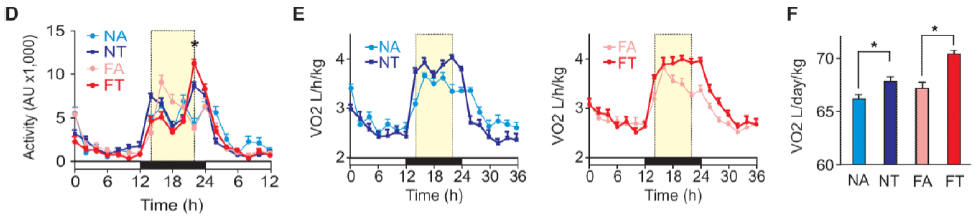 D
Activity (AU x1,000)
15
10
5
0
NA
NT
FA
FT
*
0 6 12 18 24 6 12
Time (h)
E
VO2 L/h/kg
4
3
2
NA
NT
0 6 12 18 24 30 36
Time (h)
VO2 L/h/kg
4
3
2
FA
FT
0 6 12 18 24 30 36
Time (h)
F
VO2 L/day/kg
70
65
60
*
*
NA NT FA FT